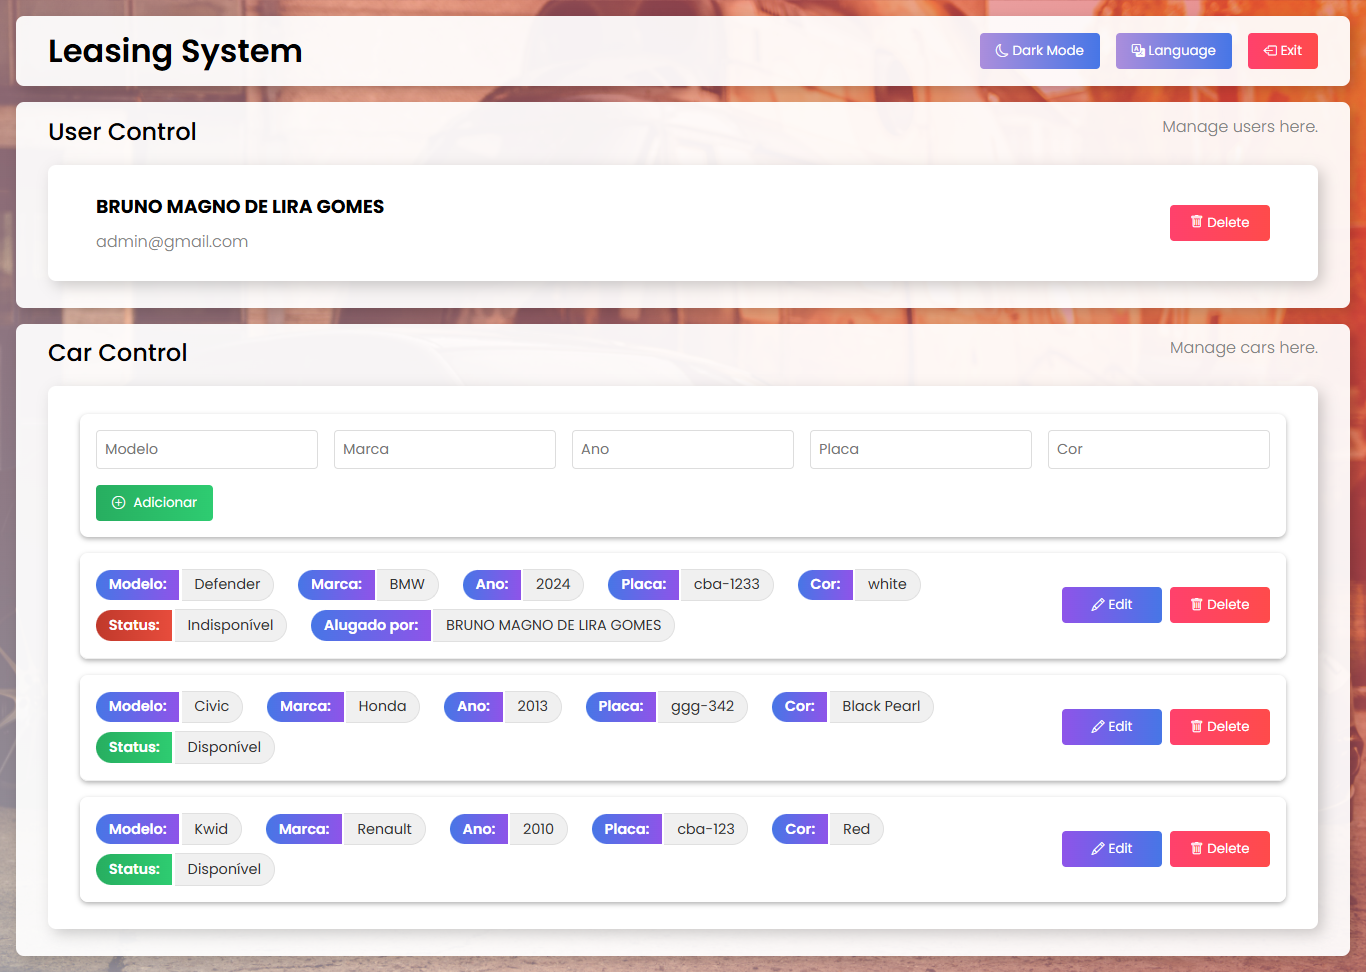 Leasing System
Dark Mode
Language
Exit
User Control
Manage users here.
BRUNO MAGNO DE LIRA GOMES
admin@gmail.com
Delete
Car Control
Manage cars here.
Modelo
Marca
Ano
Placa
Cor
Adicionar
Modelo: Defender Marca: BMW Ano: 2024 Placa: cba-1233 Cor: white
Status: Indisponível Alugado por: BRUNO MAGNO DE LIRA GOMES
Edit
Delete
Modelo: Civic Marca: Honda Ano: 2013 Placa: ggg-342 Cor: Black Pearl
Status: Disponível
Edit
Delete
Modelo: Kwid Marca: Renault Ano: 2010 Placa: cba-123 Cor: Red
Status: Disponível
Edit
Delete